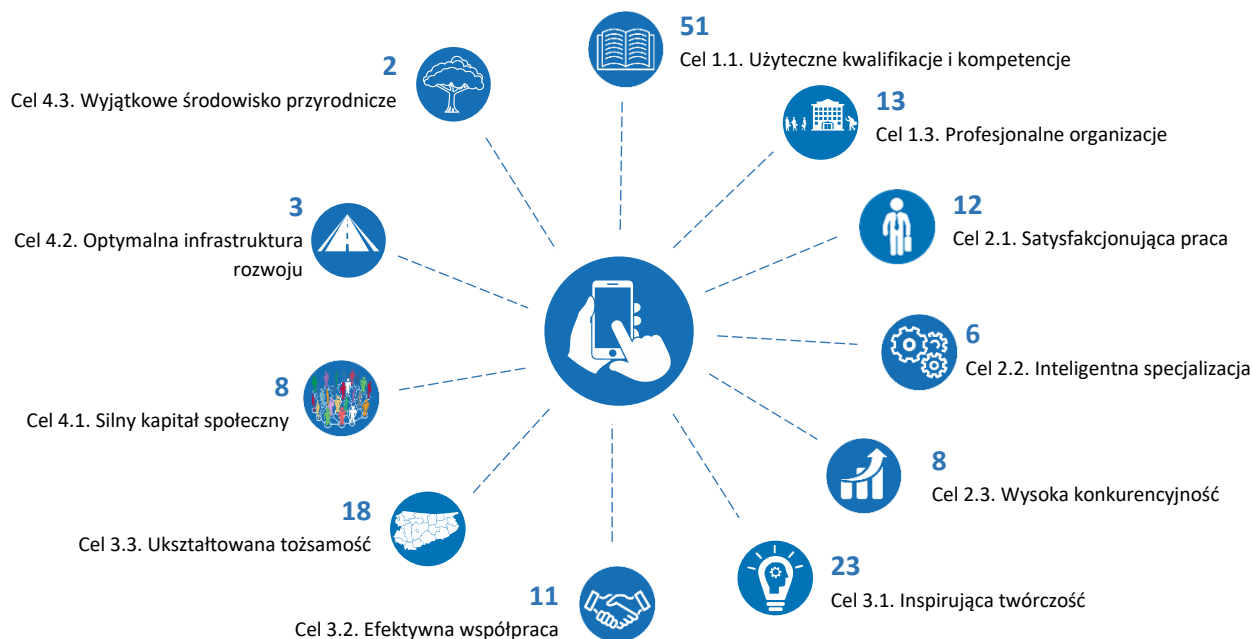 51
Cel 1.1. Użyteczne kwalifikacje i kompetencje
13
Cel 1.3. Profesjonalne organizacje
12
Cel 2.1. Satysfakcjonująca praca
6
Cel 2.2. Inteligentna specjalizacja
8
Cel 2.3. Wysoka konkurencyjność
23
Cel 3.1. Inspirująca twórczość
11
Cel 3.2. Efektywna współpraca
18
Cel 3.3. Ukształtowana tożsamość
8
Cel 4.1. Silny kapitał społeczny
3
Cel 4.2. Optymalna infrastruktura
rozwoju
2
Cel 4.3. Wyjątkowe środowisko przyrodnicze